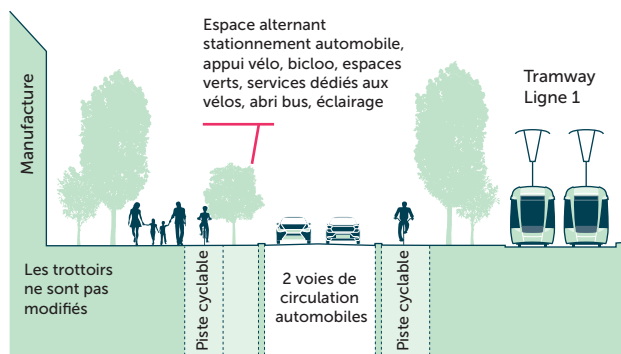 Espace alternant
stationnement automobile,
appui vélo, bicloo, espaces
verts, services dédiés aux
vélos, abri bus, éclairage
Manufacture
Tramway
Ligne 1
Les trottoirs
ne sont pas
modifiés
Piste cyclable
2 voies de
circulation
automobiles
Piste cyclable